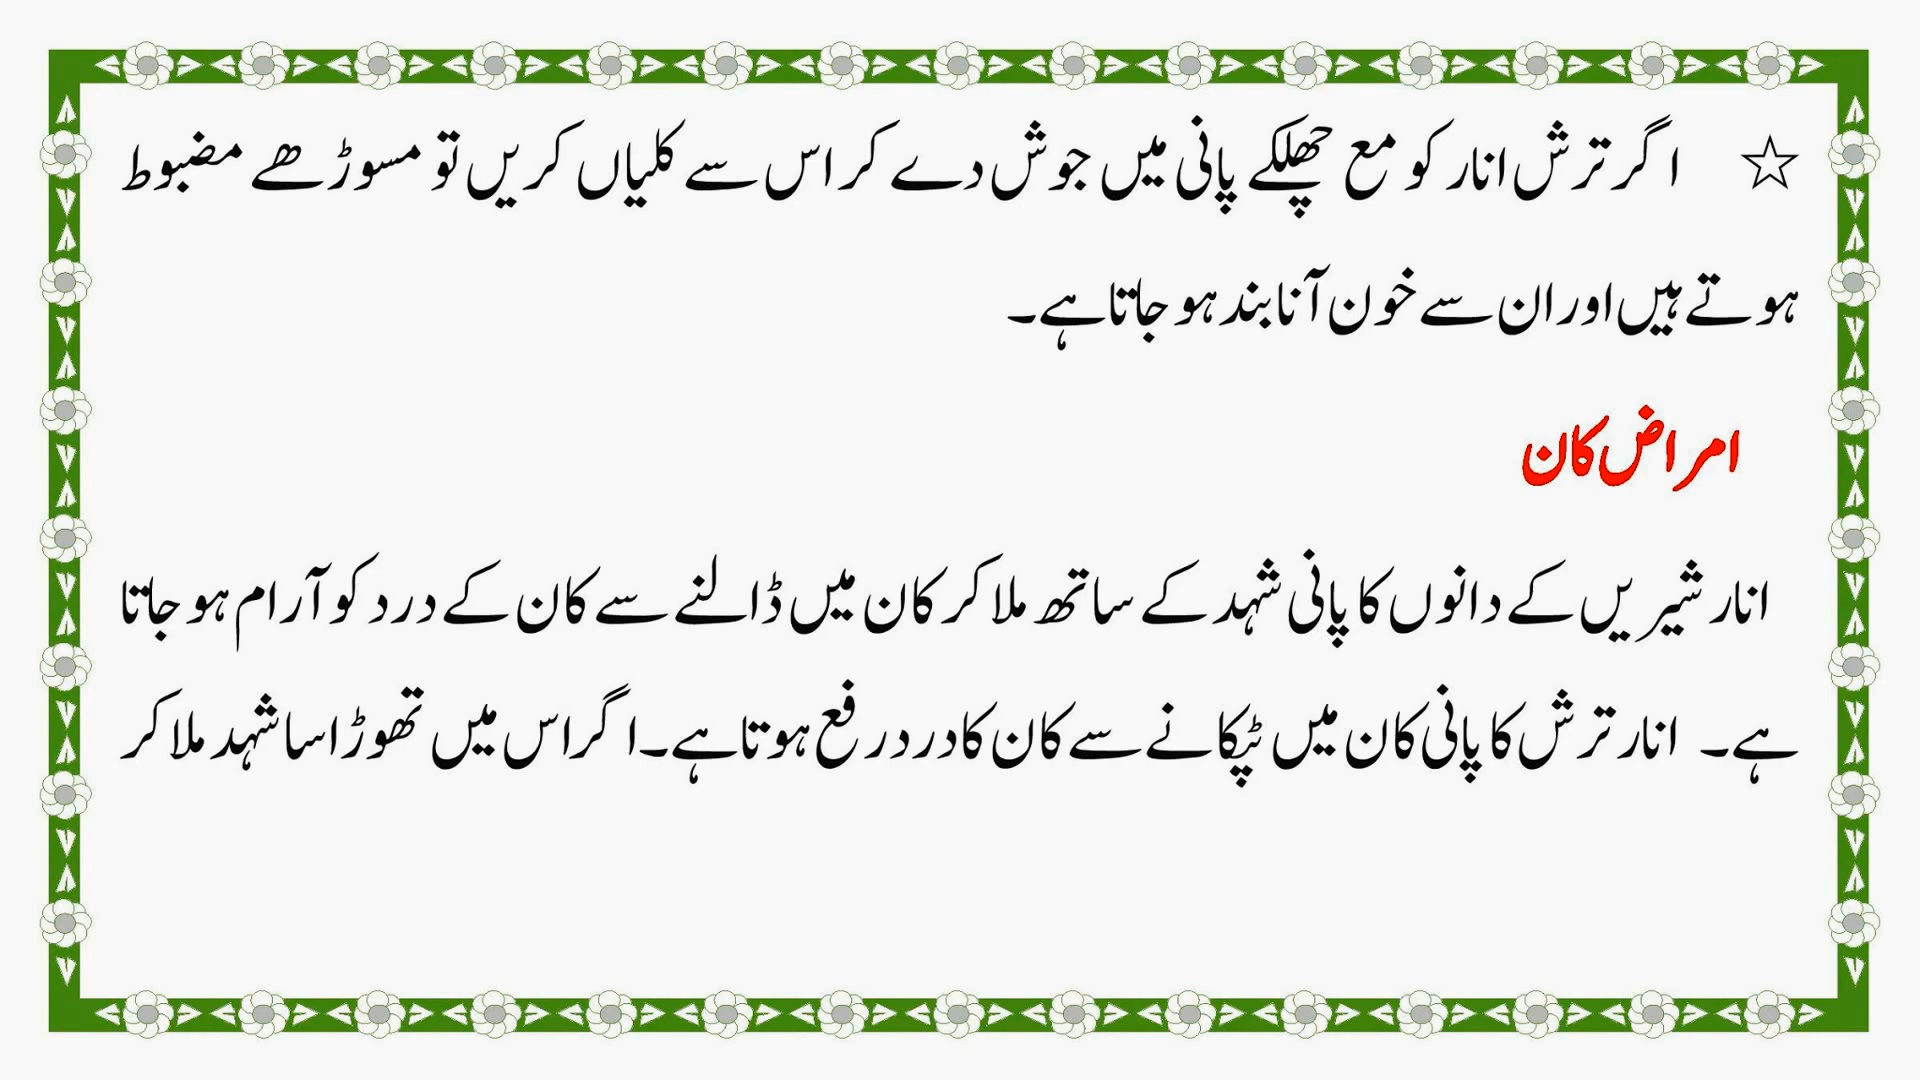 ☆ اگر ترش انار کو مع چھلکے پانی میں جوش دے کر اس سے کلیاں کریں تو مسوڑھے مضبوط
ہوتے ہیں اور ان سے خون آنا بند ہو جاتا ہے۔
امراض کان
انار شیریں کے دانوں کا پانی شہد کے ساتھ ملا کر کان میں ڈالنے سے کان کے درد کو آرام ہو جاتا
ہے۔ انار ترش کا پانی کان میں ٹپکانے سے کان کا درد رفع ہوتا ہے۔ اگر اس میں تھوڑا سا شہد ملا کر